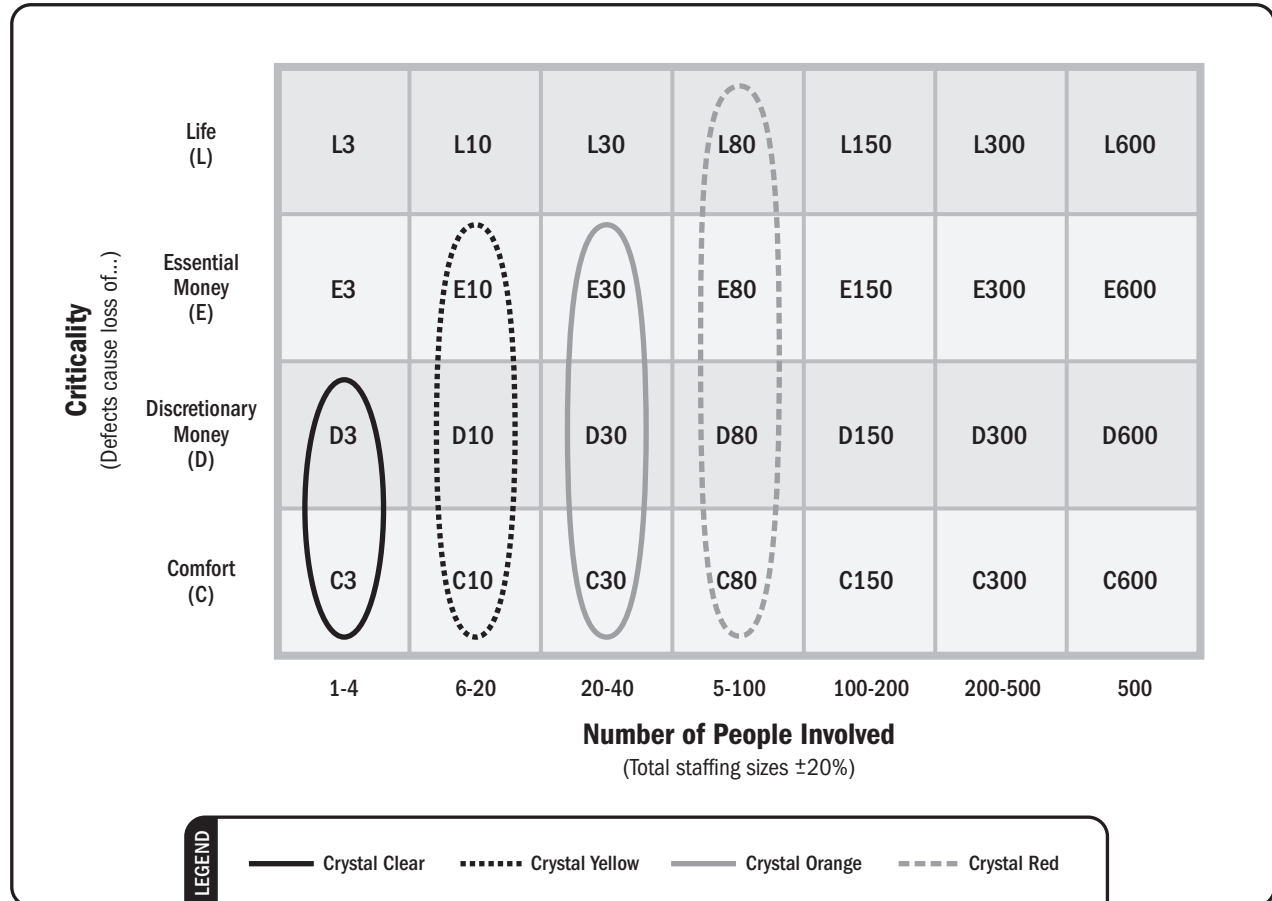 Criticality
(Defects cause loss of...)
Life
(L)
L3 L10 L30 L80 L150 L300 L600
Essential
Money
(E)
E3 E10 E30 E80 E150 E300 E600
Discretionary
Money
(D)
D3 D10 D30 D80 D150 D300 D600
Comfort
(C)
C3 C10 C30 C80 C150 C300 C600
1-4 6-20 20-40 5-100 100-200 200-500 500
Number of People Involved
(Total staffing sizes ±20%)
LEGEND
Crystal Clear Crystal Yellow Crystal Orange Crystal Red